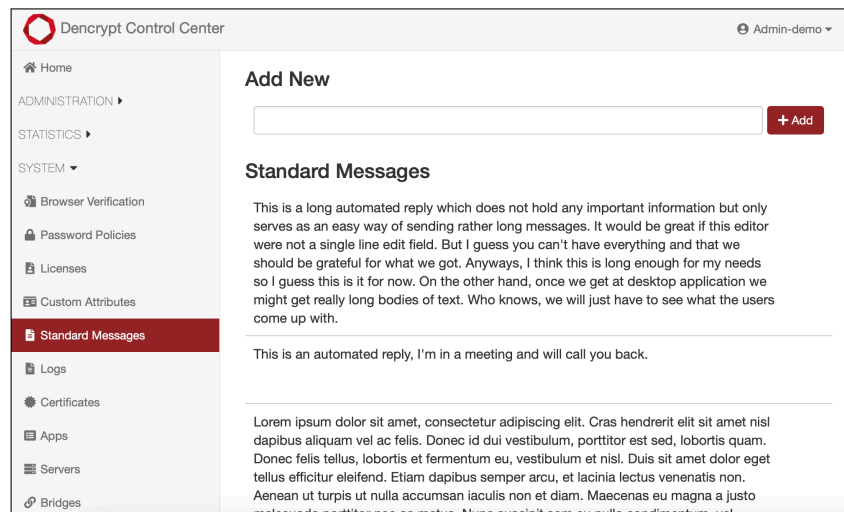 Dencrypt Control Center
Admin-demo
Home
ADMINISTRATION
STATISTICS
SYSTEM
Browser Verification
Password Policies
Licenses
Custom Attributes
Standard Messages
Logs
Certificates
Apps
Servers
Bridges
Add New
+ Add
Standard Messages
This is a long automated reply which does not hold any important information but only
serves as an easy way of sending rather long messages. It would be great if this editor
were not a single line edit field. But I guess you can't have everything and that we
should be grateful for what we got. Anyways, I think this is long enough for my needs
so I guess this is it for now. On the other hand, once we get at desktop application we
might get really long bodies of text. Who knows, we will just have to see what the users
come up with.
This is an automated reply, I'm in a meeting and will call you back.
Lorem ipsum dolor sit amet, consectetur adipiscing elit. Cras hendrerit elit sit amet nisl
dapibus aliquam vel ac felis. Donec id dui vestibulum, porttitor est sed, lobortis quam.
Donec felis tellus, lobortis et fermentum eu, vestibulum et nisl. Duis sit amet dolor eget
tellus efficitur eleifend. Etiam dapibus semper arcu, et lacinia lectus venenatis non.
Aenean ut turpis ut nulla accumsan iaculis non et diam. Maecenas eu magna a justo